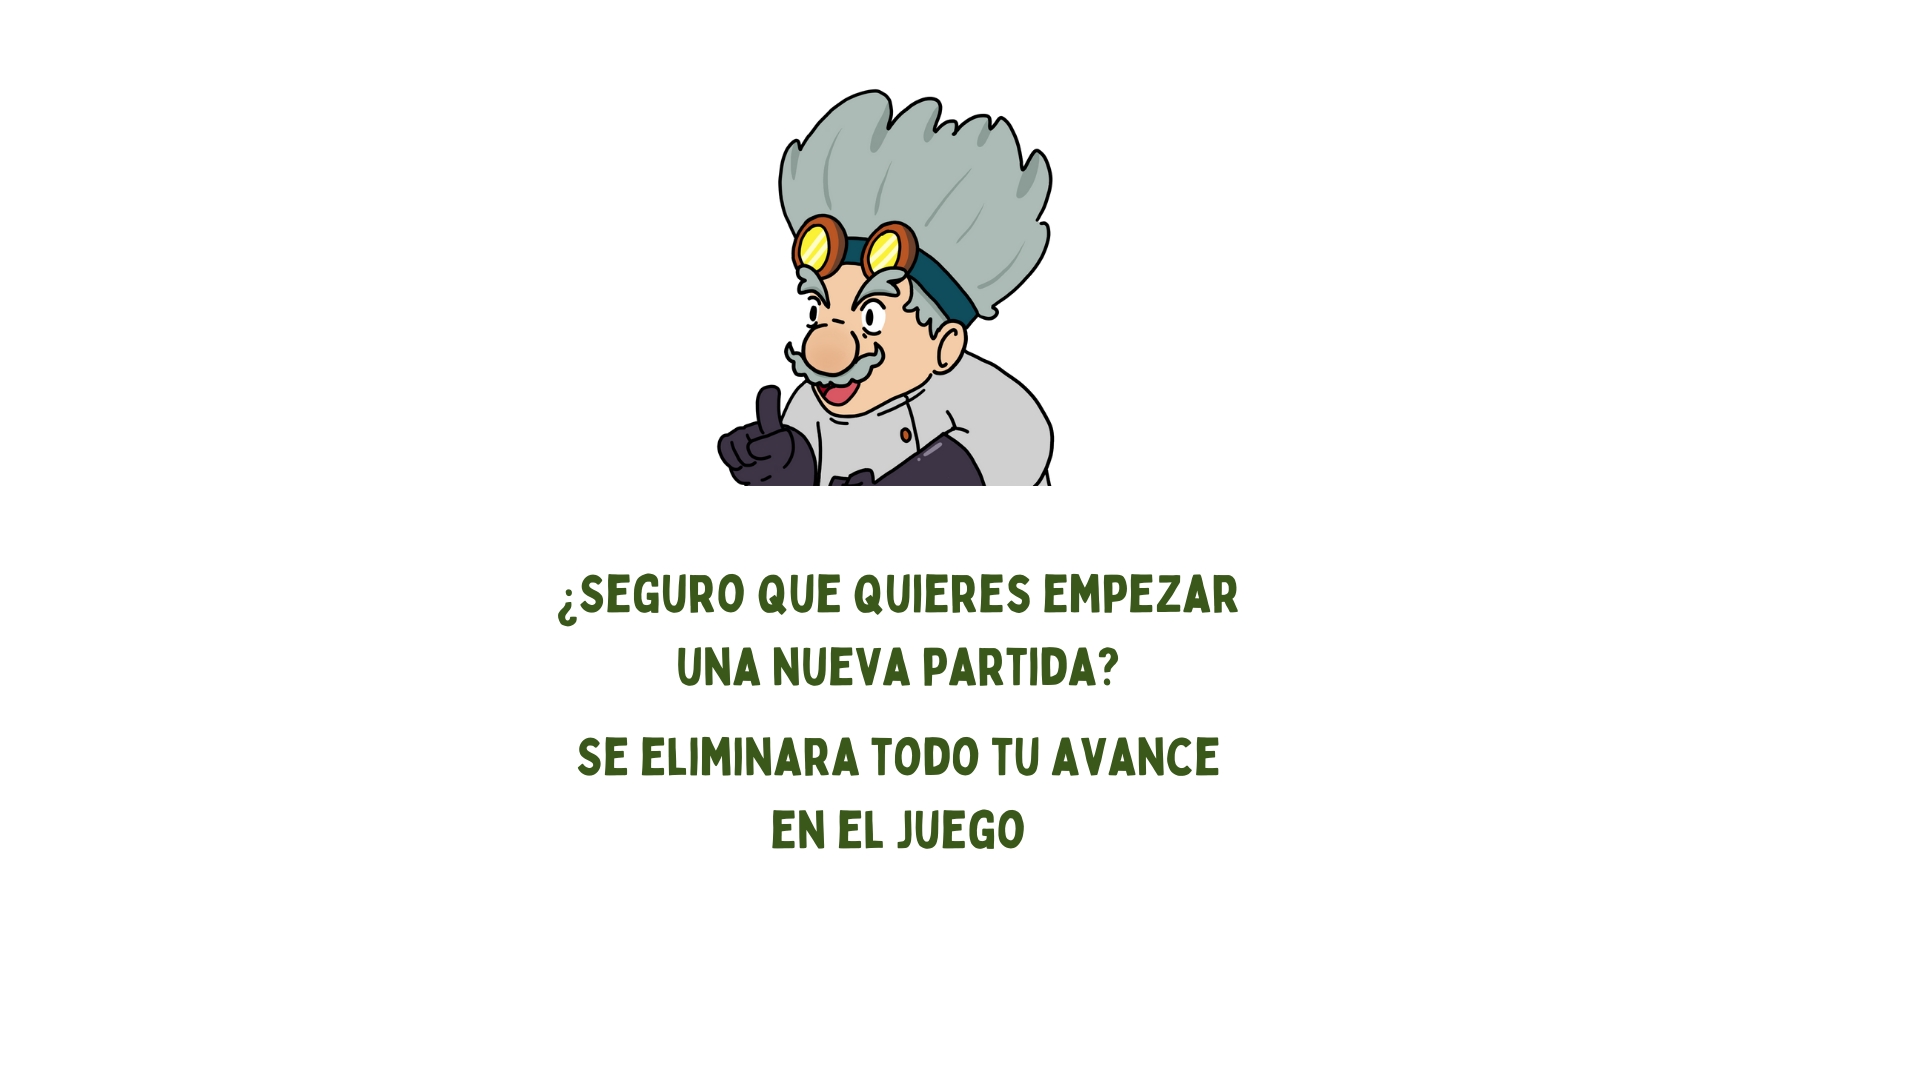 ¿SEGURO QUE QUIERES EMPEZAR
UNA NUEVA PARTIDA?
SE ELIMINARA TODO TU AVANCE
EN EL JUEGO